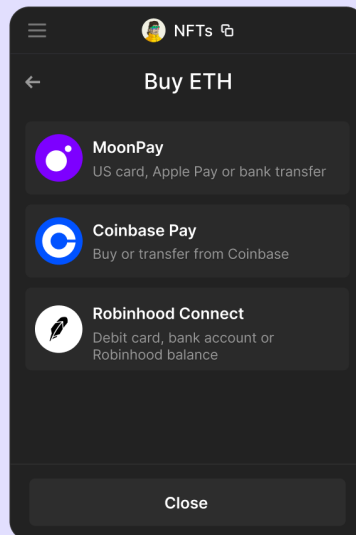 NFTs
Buy ETH
MoonPay
US card, Apple Pay or bank transfer
Coinbase Pay
Buy or transfer from Coinbase
Robinhood Connect
Debit card, bank account or
Robinhood balance
Close